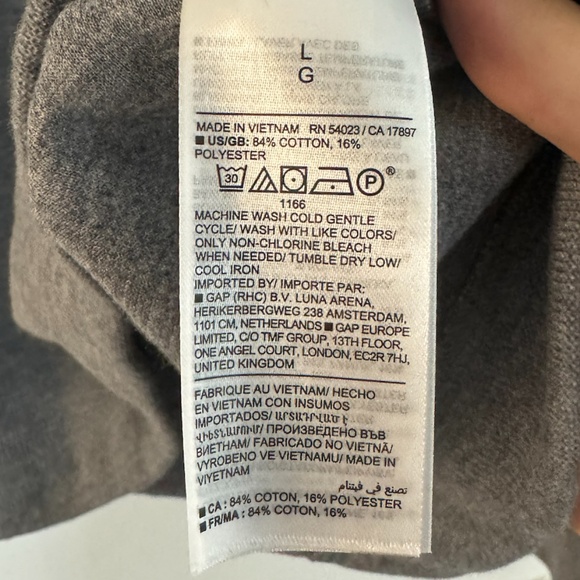 L
G
MADE IN VIETNAM RN 54023 / CA 17897
■ US/GB: 84% COTTON, 16%
POLYESTER
30 P ®
1166
MACHINE WASH COLD GENTLE
CYCLE/ WASH WITH LIKE COLORS/
ONLY NON-CHLORINE BLEACH
WHEN NEEDED/ TUMBLE DRY LOW/
COOL IRON
IMPORTED BY/ IMPORTE PAR:
■ GAP (RHC) B.V. LUNA ARENA,
HERIKERBERGWEG 238 AMSTERDAM,
1101 CM, NETHERLANDS ■ GAP EUROPE
LIMITED, C/O TMF GROUP, 13TH FLOOR,
ONE ANGEL COURT, LONDON, EC2R 7HJ,
UNITED KINGDOM
FABRIQUE AU VIETNAM/ HECHO
EN VIETNAM CON INSUMOS
IMPORTADOS/ ԱՐՏԱԴՐՎԱԾ Է
ՎԻԵՏՆԱՄՈՒՄ/ ПРОИЗВЕДЕНО ВЪВ
ВИЕТНАМ/ FABRICADO NO VIETNÃ/
VYROBENO VE VIETNAMU/ MADE IN
VIYETNAM
تصنع في فيتنام
■ CA : 84% COTON, 16% POLYESTER
■ FR/MA : 84% COTON, 16%